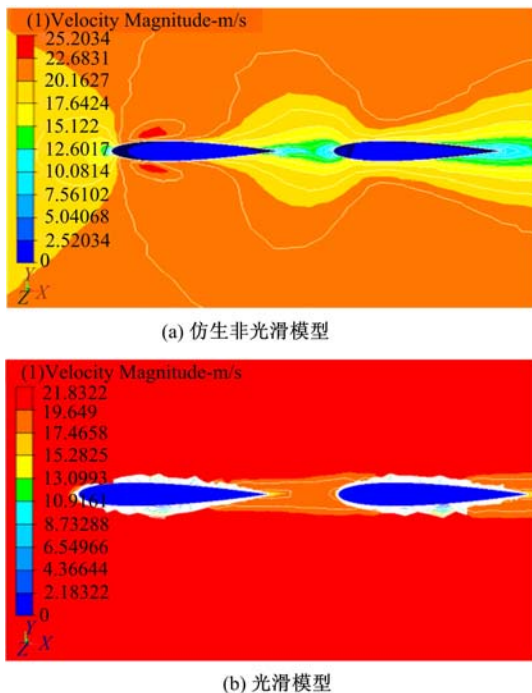 (1)Velocity Magnitude-m/s
25.2034
22.6831
20.1627
17.6424
15.122
12.6017
10.0814
7.56102
5.04068
2.52034
0
Y
Z X
(a) 仿生非光滑模型
(1)Velocity Magnitude-m/s
21.8322
19.649
17.4658
15.2825
13.0993
10.9161
8.73288
6.54966
4.36644
2.18322
0
Y
Z X
(b) 光滑模型